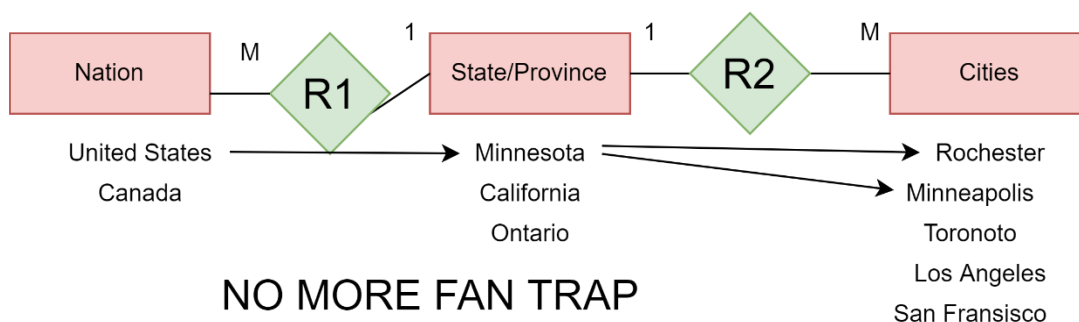 M 1 1 M
Nation R1 State/Province R2 Cities
United States Minnesota Rochester
Canada California Minneapolis
Ontario Toronoto
Los Angeles
NO MORE FAN TRAP
San Fransisco